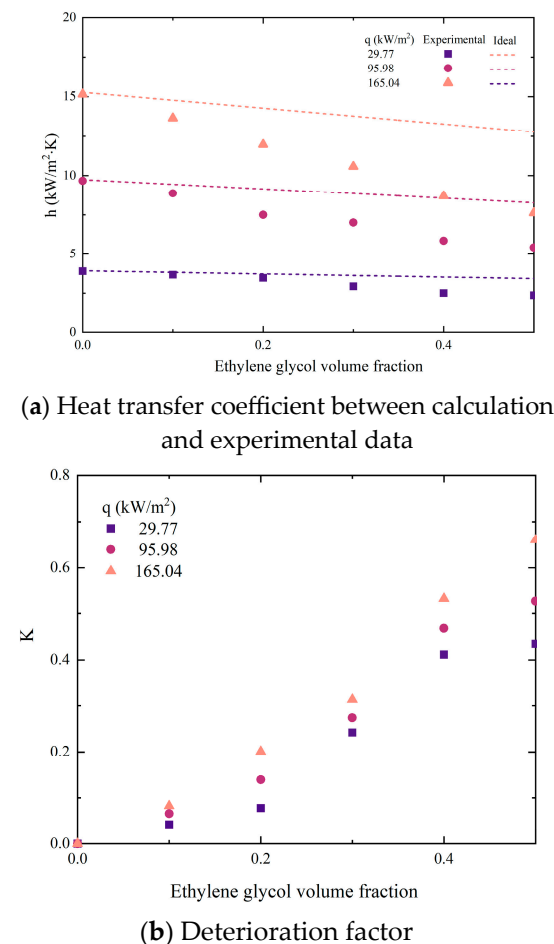 20
15
10
5
0
h (kW/m²·K)
q (kW/m²) Experimental Ideal
29.77
95.98
165.04
0.0 0.2 0.4
Ethylene glycol volume fraction
(a) Heat transfer coefficient between calculation
and experimental data
0.8
0.6
0.4
0.2
0.0
K
q (kW/m²)
29.77
95.98
165.04
0.0 0.2 0.4
Ethylene glycol volume fraction
(b) Deterioration factor